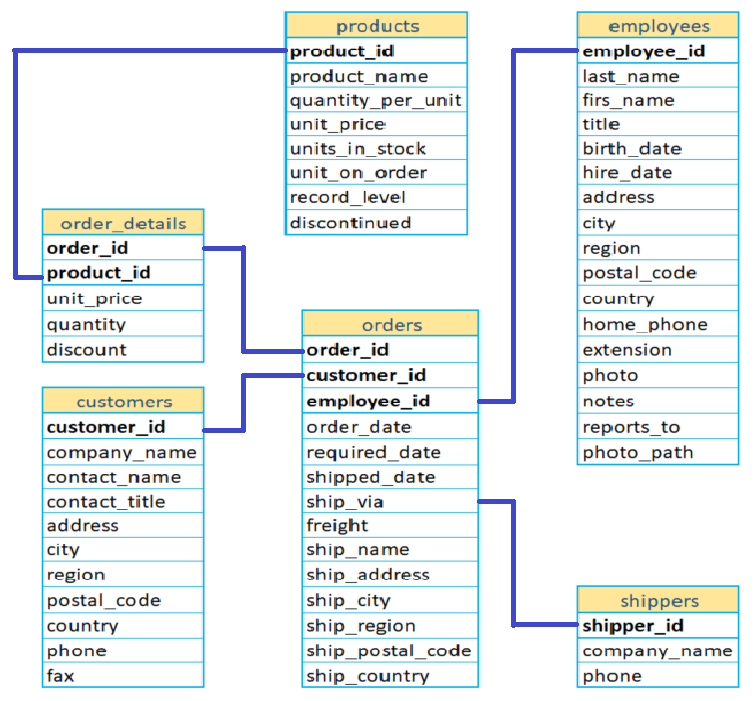 products
product_id
product_name
quantity_per_unit
unit_price
units_in_stock
unit_on_order
record_level
discontinued
employees
employee_id
last_name
firs_name
title
birth_date
hire_date
address
city
region
postal_code
country
home_phone
extension
photo
notes
reports_to
photo_path
order_details
order_id
product_id
unit_price
quantity
discount
orders
order_id
customer_id
employee_id
order_date
required_date
shipped_date
ship_via
freight
ship_name
ship_address
ship_city
ship_region
ship_postal_code
ship_country
customers
customer_id
company_name
contact_name
contact_title
address
city
region
postal_code
country
phone
fax
shippers
shipper_id
company_name
phone